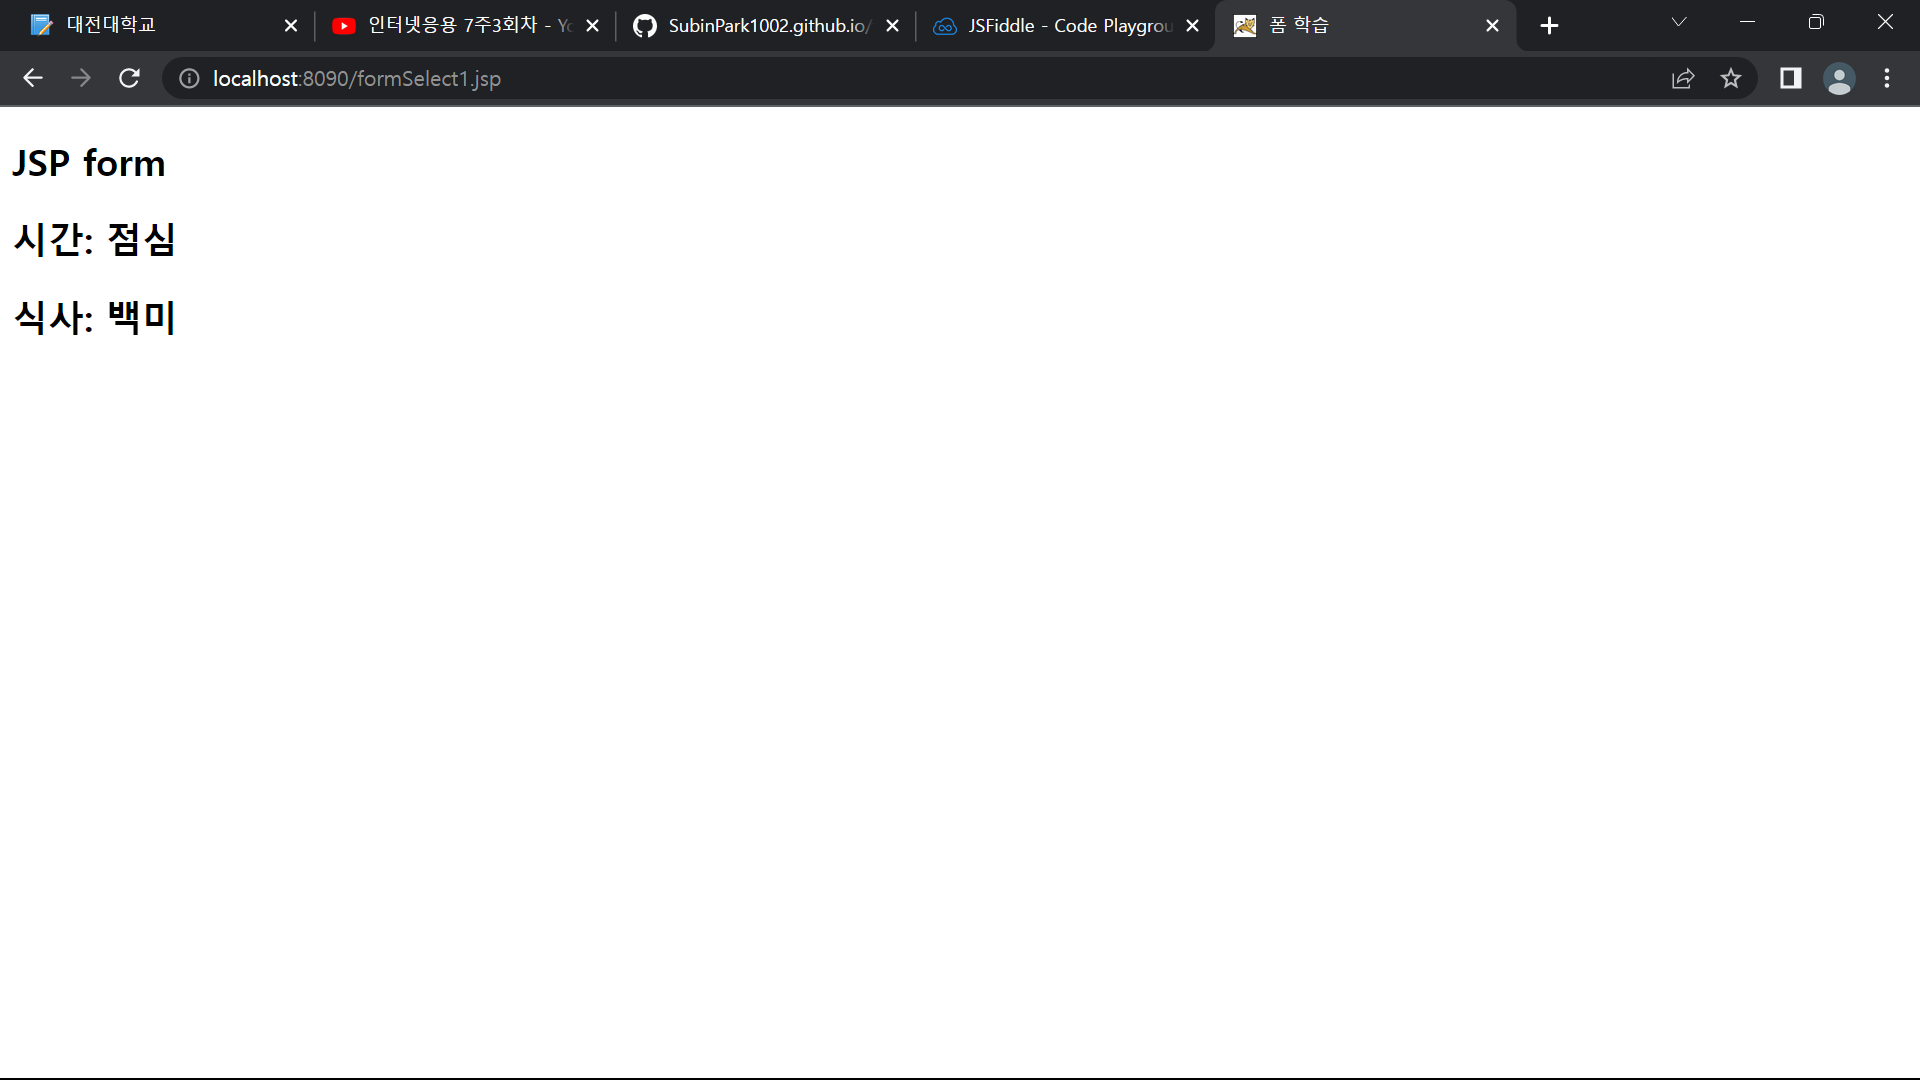 대전대학교
인터넷응용 7주3회차 - Yo
SubinPark1002.github.io/
JSFiddle - Code Playgrou
폼 학습
localhost:8090/formSelect1.jsp
JSP form
시간: 점심
식사: 백미